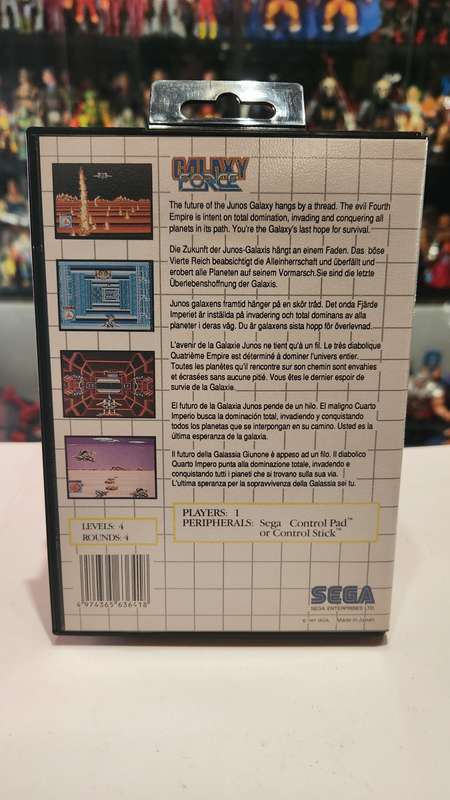 GALAXY
FORCE
The future of the Junos Galaxy hangs by a thread. The evil Fourth
Empire is intent on total domination, invading and conquering all
planets in its path. You're the Galaxy's last hope for survival.
Die Zukunft der Junos-Galaxis hängt an einem Faden. Das böse
Vierte Reich beabsichtigt die Alleinherrschaft und überfällt und
erobert alle Planeten auf seinem Vormarsch.Sie sind die letzte
Überlebenshoffnung der Galaxis.
Junos galaxens framtid hänger på en skör tråd. Det onda Fjärde
Imperiet är inställda på invadering och total dominans av alla
planeter i deras väg. Du är galaxens sista hopp för överlevnad.
L'avenir de la Galaxie Junos ne tient qu'à un fil. Le très diabolique
Quatrième Empire est déterminé à dominer l'univers entier.
Toutes les planètes qu'il rencontre sur son chemin sont envahies
et écrasées sans aucune pitié. Vous êtes le dernier espoir de
survie de la Galaxie.
El futuro de la Galaxia Junos pende de un hilo. El maligno Cuarto
Imperio busca la dominación total, invadiendo y conquistando
todos los planetas que se interpongan en su camino. Usted es la
última esperanza de la galaxia.
Il futuro della Galassia Giunone è appeso ad un filo. Il diabolico
Quarto Impero punta alla dominazione totale, invadendo e
conquistando tutti i pianeti che si trovano sulla sua via.
L'ultima speranza per la sopravvivenza della Galassia sei tu.
LEVELS: 4
ROUNDS: 4
PLAYERS: 1
PERIPHERALS: Sega Control Pad™
or Control Stick™
4 974365 636418
SEGA
SEGA ENTERPRISES LTD.
MADE IN JAPAN